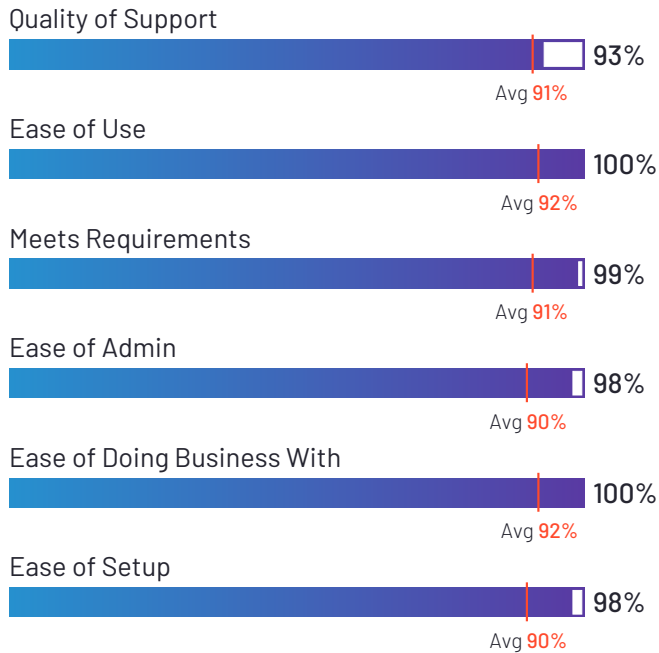 Quality of Support
93%
Avg 91%
Ease of Use
100%
Avg 92%
Meets Requirements
99%
Avg 91%
Ease of Admin
98%
Avg 90%
Ease of Doing Business With
100%
Avg 92%
Ease of Setup
98%
Avg 90%